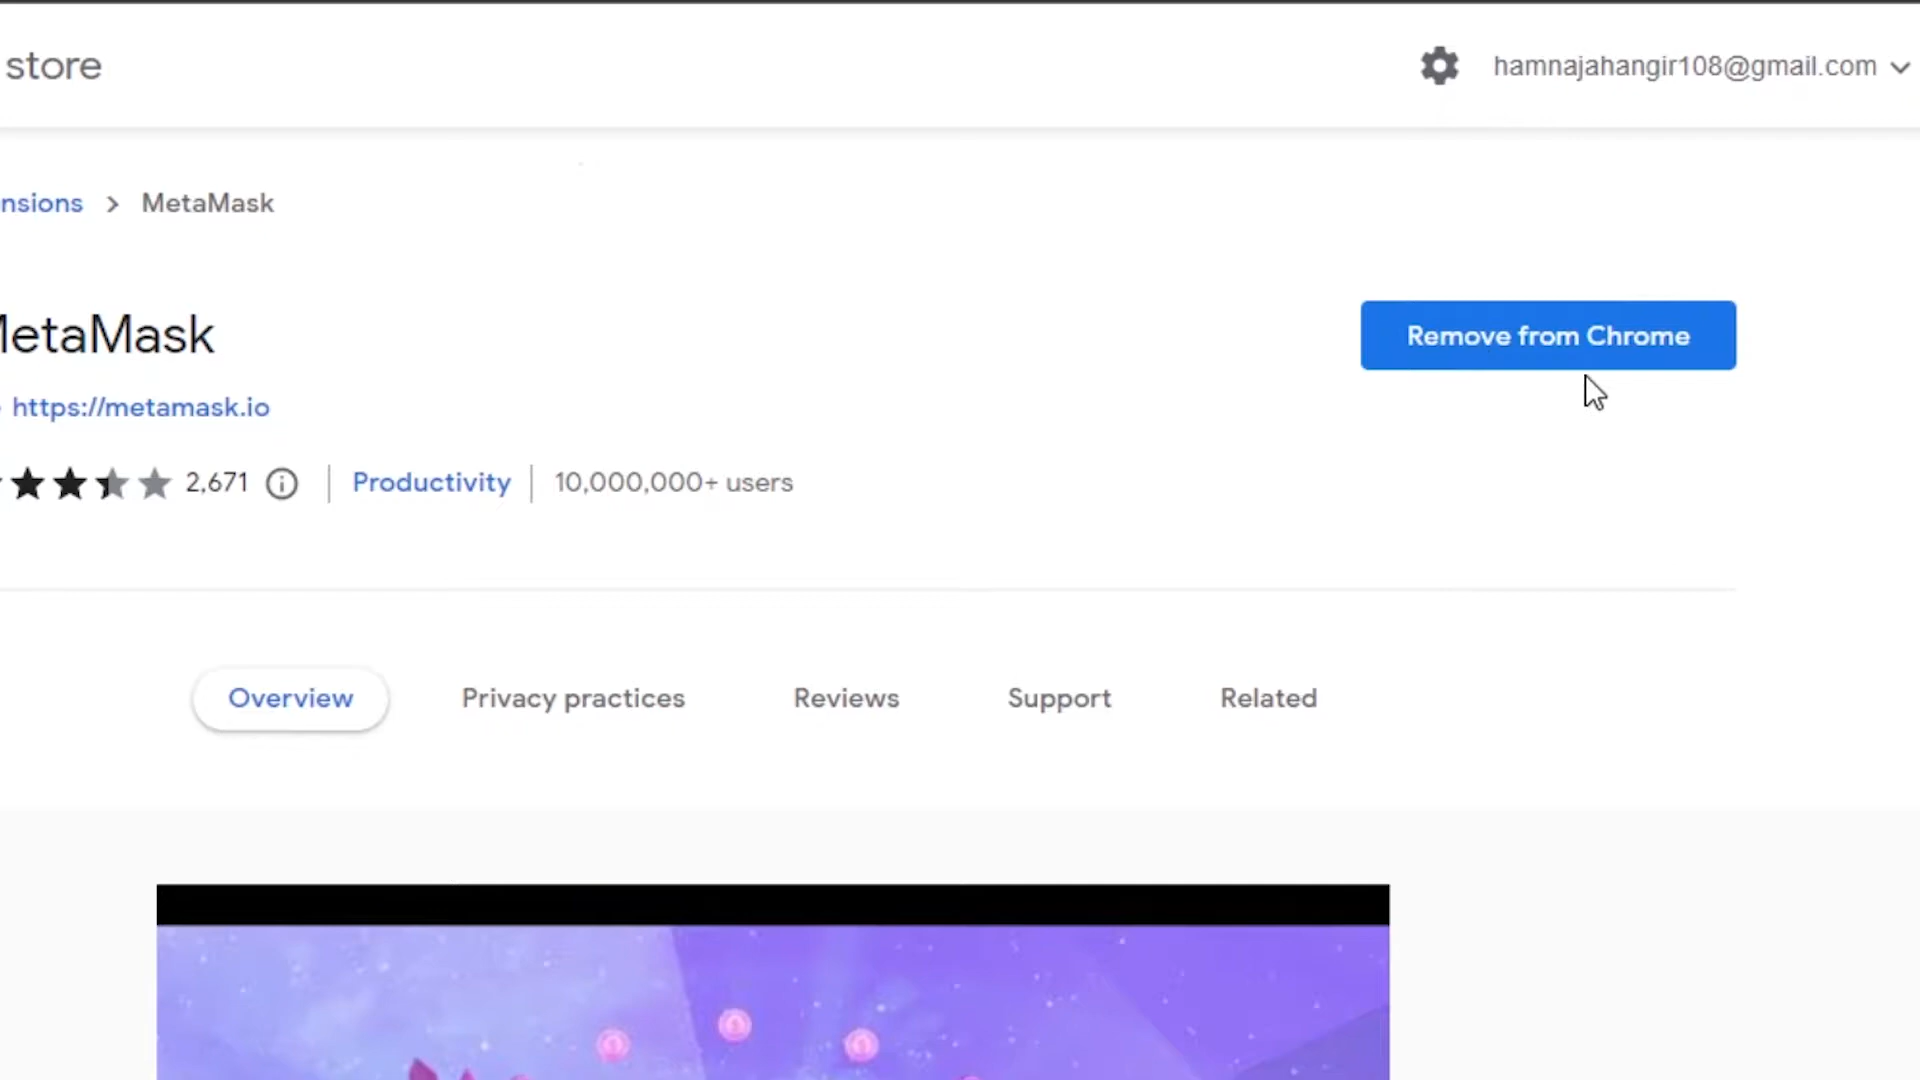 store
hamnajahangir108@gmail.com
nsions > MetaMask
MetaMask
Remove from Chrome
https://metamask.io
2,671
Productivity
10,000,000+ users
Overview
Privacy practices
Reviews
Support
Related